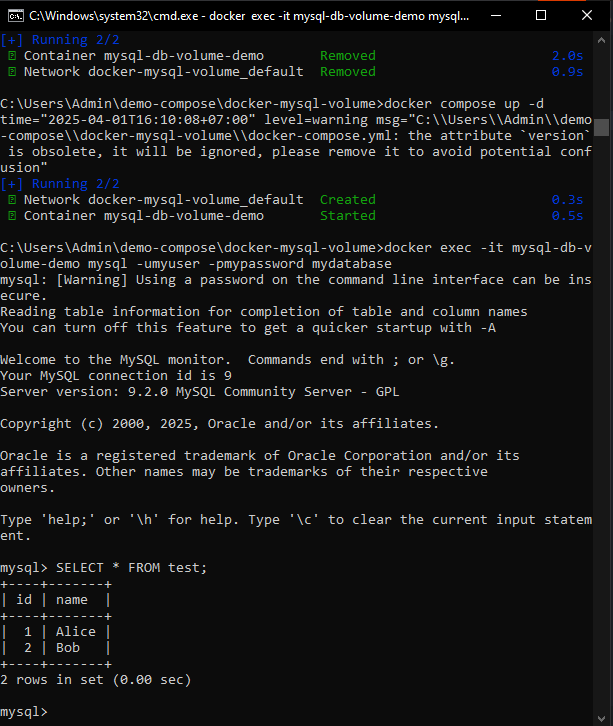 C:\Windows\system32\cmd.exe - docker exec -it mysql-db-volume-demo mysql...
[+] Running 2/2
Container mysql-db-volume-demo Removed 2.0s
Network docker-mysql-volume_default Removed 0.9s
C:\Users\Admin\demo-compose\docker-mysql-volume>docker compose up -d
time="2025-04-01T16:10:08+07:00" level=warning msg="C:\\Users\\Admin\\demo
-compose\\docker-mysql-volume\\docker-compose.yml: the attribute `version`
is obsolete, it will be ignored, please remove it to avoid potential conf
usion"
[+] Running 2/2
Network docker-mysql-volume_default Created 0.3s
Container mysql-db-volume-demo Started 0.5s
C:\Users\Admin\demo-compose\docker-mysql-volume>docker exec -it mysql-db-v
olume-demo mysql -umyuser -pmypassword mydatabase
mysql: [Warning] Using a password on the command line interface can be ins
ecure.
Reading table information for completion of table and column names
You can turn off this feature to get a quicker startup with -A
Welcome to the MySQL monitor.  Commands end with ; or \g.
Your MySQL connection id is 9
Server version: 9.2.0 MySQL Community Server - GPL
Copyright (c) 2000, 2025, Oracle and/or its affiliates.
Oracle is a registered trademark of Oracle Corporation and/or its
affiliates. Other names may be trademarks of their respective
owners.
Type 'help;' or '\h' for help. Type '\c' to clear the current input statem
ent.
mysql> SELECT * FROM test;
+----+-------+
| id | name  |
+----+-------+
|  1 | Alice |
|  2 | Bob   |
+----+-------+
2 rows in set (0.00 sec)
mysql>